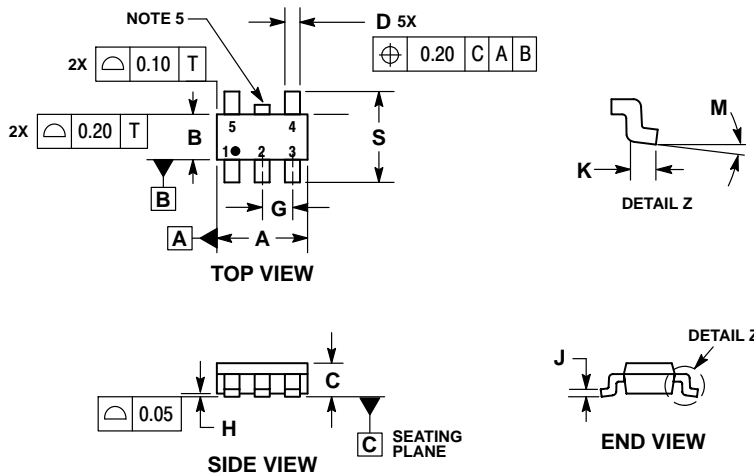 NOTE 5
D 5X
⌖ 0.20 C A B
2X ⌓ 0.10 T
2X ⌓ 0.20 T
5 4
B
S
1 2 3
B
G
A
A
TOP VIEW
M
K
DETAIL Z
C
⌓ 0.05
H
C SEATING PLANE
SIDE VIEW
DETAIL Z
J
END VIEW